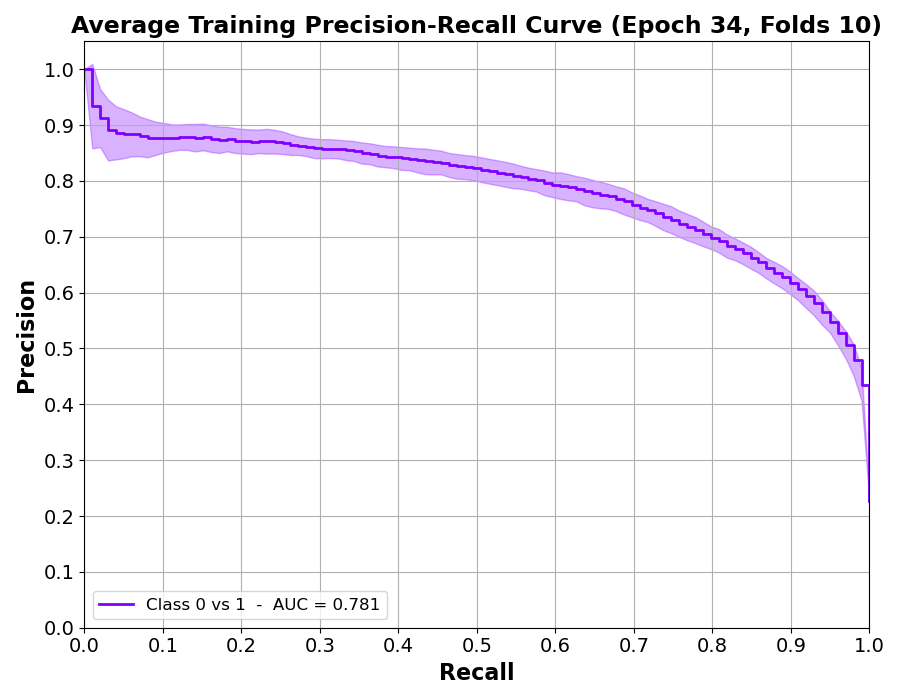 Average Training Precision-Recall Curve (Epoch 34, Folds 10)
Precision
1.0
0.9
0.8
0.7
0.6
0.5
0.4
0.3
0.2
0.1
0.0
Class 0 vs 1 - AUC = 0.781
0.0 0.1 0.2 0.3 0.4 0.5 0.6 0.7 0.8 0.9 1.0
Recall